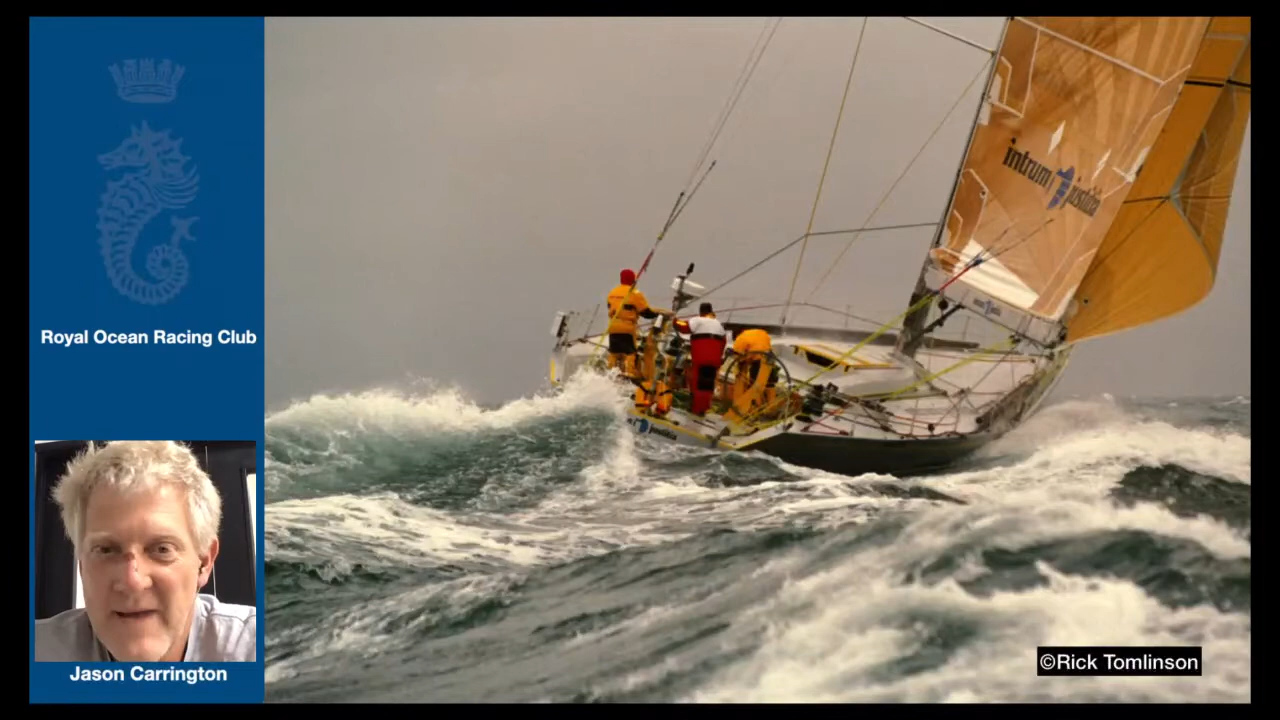 Royal Ocean Racing Club
Jason Carrington
intrum justitia
©Rick Tomlinson